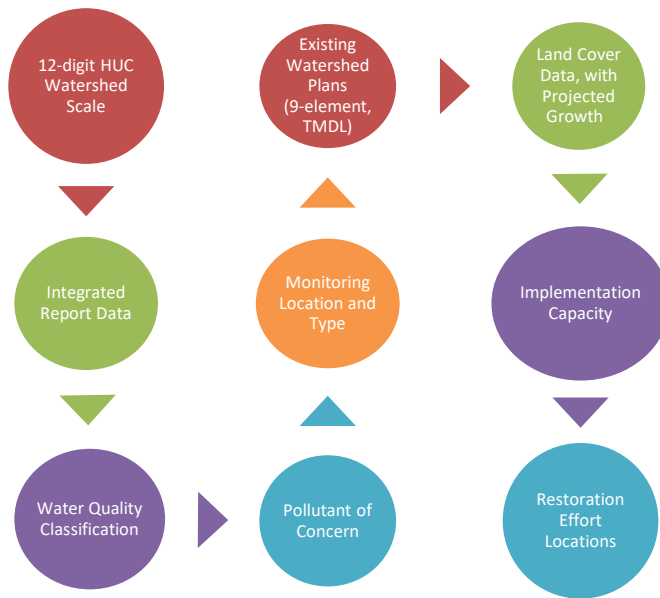 12-digit HUC
Watershed
Scale
Integrated
Report Data
Water Quality
Classification
Pollutant of
Concern
Monitoring
Location and
Type
Existing
Watershed
Plans
(9-element,
TMDL)
Land Cover
Data, with
Projected
Growth
Implementation
Capacity
Restoration
Effort
Locations